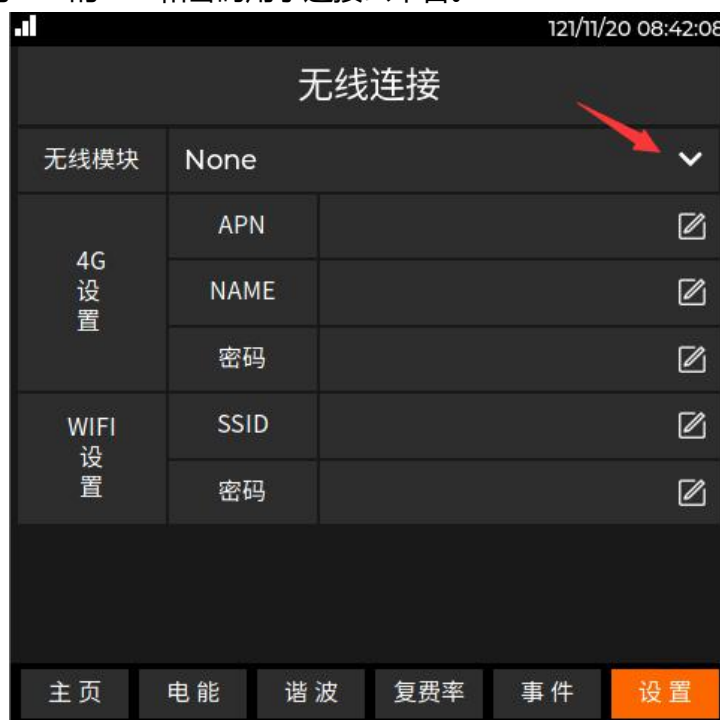 121/11/20 08:42:08
无线连接
无线模块 None
4G
设
置
APN
NAME
密码
WIFI
设
置
SSID
密码
主页 电能 谐波 复费率 事件 设置